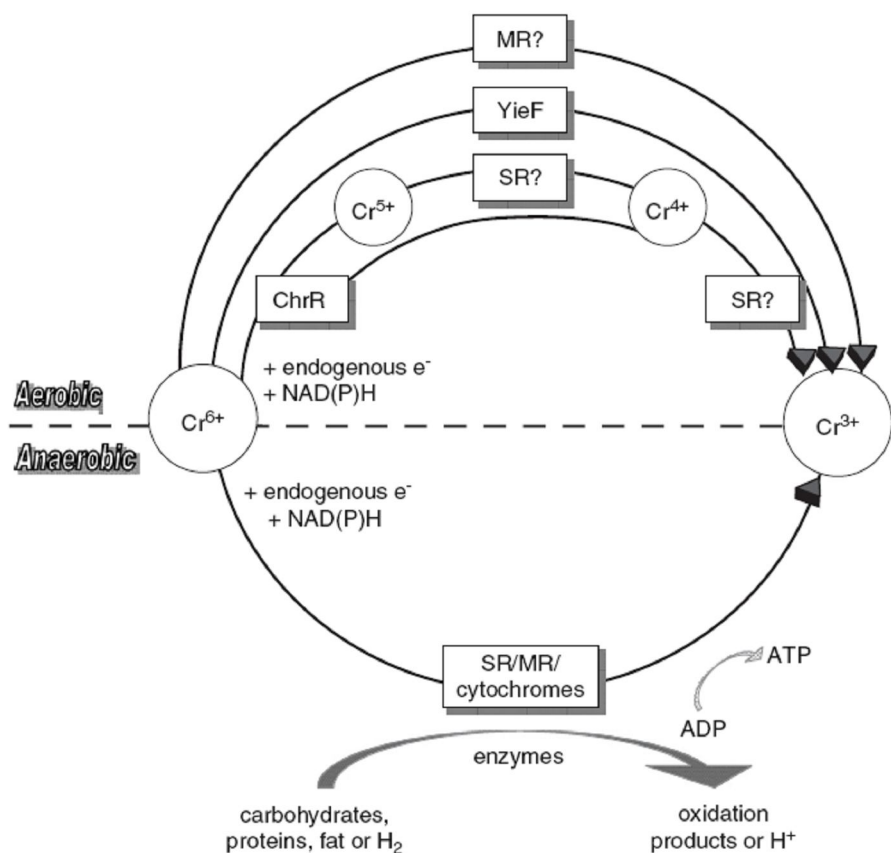 MR?
YieF
SR?
Cr⁵⁺
Cr⁴⁺
ChrR
SR?
+ endogenous e⁻
+ NAD(P)H
Aerobic
Cr⁶⁺
Cr³⁺
Anaerobic
+ endogenous e⁻
+ NAD(P)H
SR/MR/
cytochromes
ATP
ADP
enzymes
carbohydrates,
proteins, fat or H₂
oxidation
products or H⁺